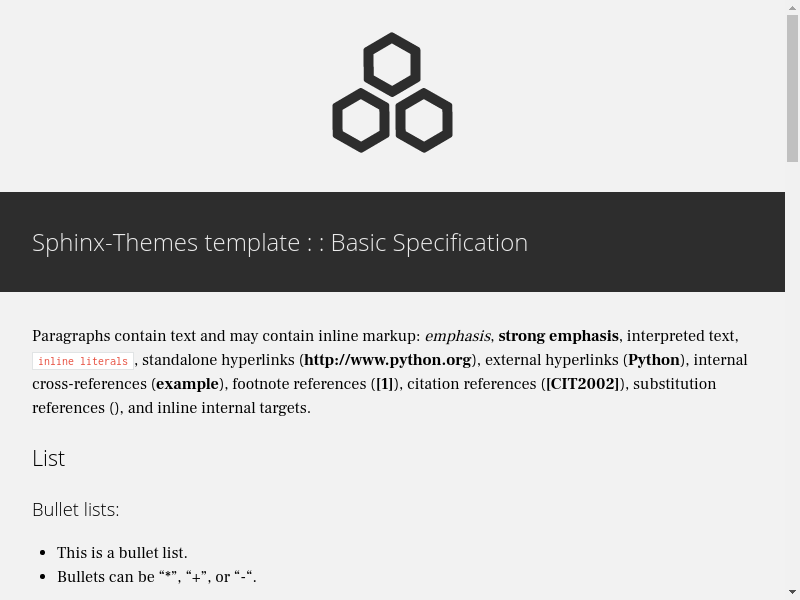 Sphinx-Themes template : : Basic Specification
Paragraphs contain text and may contain inline markup: emphasis, strong emphasis, interpreted text,
inline literals, standalone hyperlinks (http://www.python.org), external hyperlinks (Python), internal
cross-references (example), footnote references ([1]), citation references ([CIT2002]), substitution
references (), and inline internal targets.
List
Bullet lists:
• This is a bullet list.
• Bullets can be “*”, “+”, or “-“.